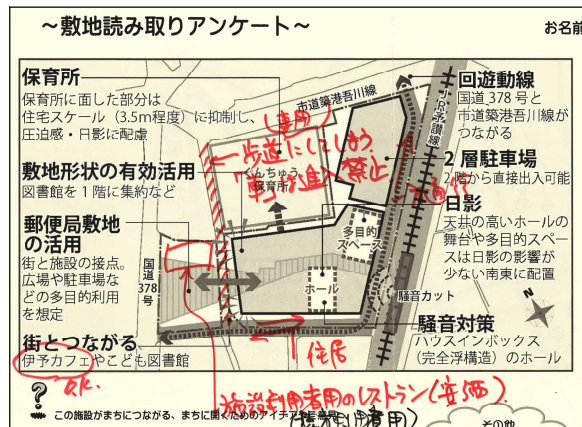 ～敷地読み取りアンケート～
お名前
保育所
保育所に面した部分は
住宅スケール（3.5m程度）に抑制し、
圧迫感・日影に配慮
敷地形状の有効活用
図書館を1階に集約など
郵便局敷地
の活用
街と施設の接点。
広場や駐車場な
どの多目的利用
を想定
街とつながる
伊予カフェやこども図書館
国道378号
市道築港吾川線
JR予讃線
(専用)
←歩道にしてしまう
「車」の進入禁止
ぐんちゅう
保育所
多目的
スペース
ホール
騒音カット
N
回遊動線
国道378号と
市道築港吾川線が
つながる
2層駐車場
2階から直接出入可能
日影
天井の高いホールの
舞台や多目的スペー
スは日影の影響が
少ない南東に配置
騒音対策
ハウスインボックス
（完全浮構造）のホール
住居
施設利用者用のレストラン(安価)
?
この施設がまちにつながる、まちに開くためのアイデア
その他